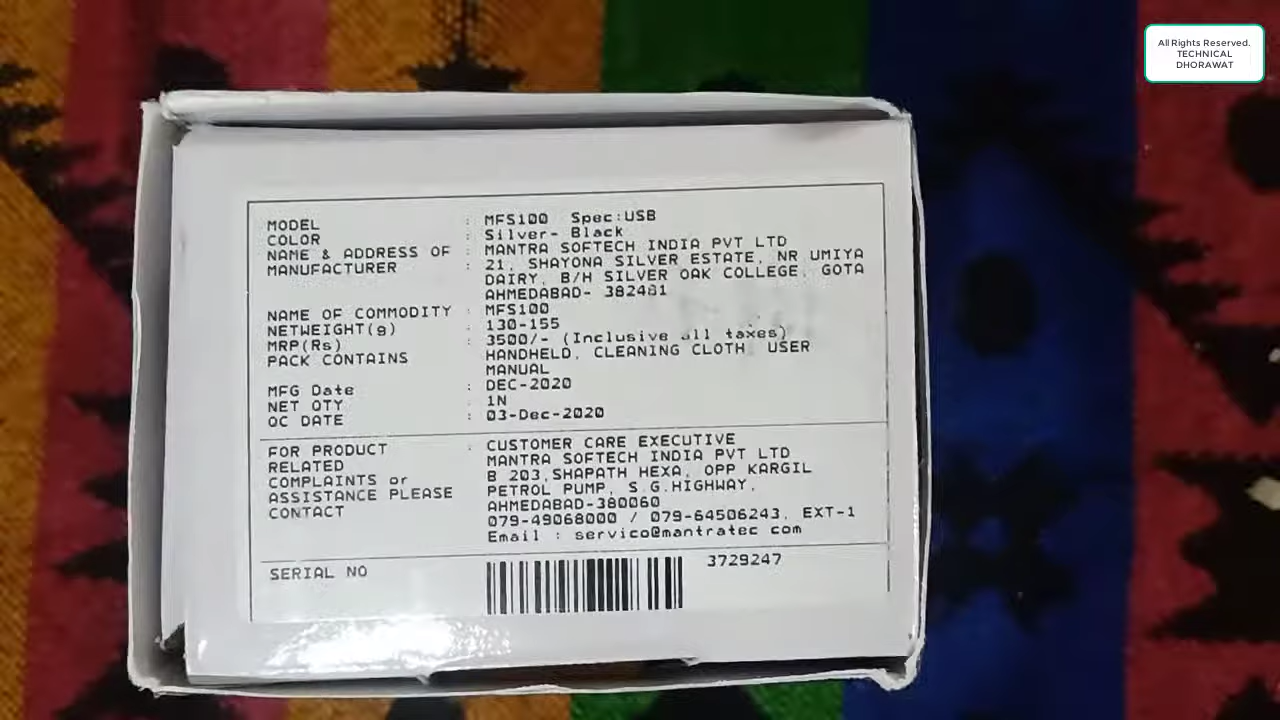 All Rights Reserved.
TECHNICAL
DHORAWAT
MODEL : MFS100 Spec:USB
COLOR : Silver- Black
NAME & ADDRESS OF : MANTRA SOFTECH INDIA PVT LTD
MANUFACTURER : 21, SHAYONA SILVER ESTATE, NR UMIYA
DAIRY, B/H SILVER OAK COLLEGE, GOTA
AHMEDABAD- 382481
NAME OF COMMODITY : MFS100
NETWEIGHT(g) : 130-155
MRP(Rs) : 3500/- (Inclusive all taxes)
PACK CONTAINS HANDHELD, CLEANING CLOTH USER
MANUAL
MFG Date : DEC-2020
NET QTY : 1N
OC DATE : 03-Dec-2020
FOR PRODUCT : CUSTOMER CARE EXECUTIVE
RELATED MANTRA SOFTECH INDIA PVT LTD
COMPLAINTS or B 203,SHAPATH HEXA, OPP KARGIL
ASSISTANCE PLEASE PETROL PUMP, S.G.HIGHWAY,
CONTACT AHMEDABAD-380060
079-49068000 / 079-64506243, EXT-1
Email : servico@mantratec com
SERIAL NO 3729247